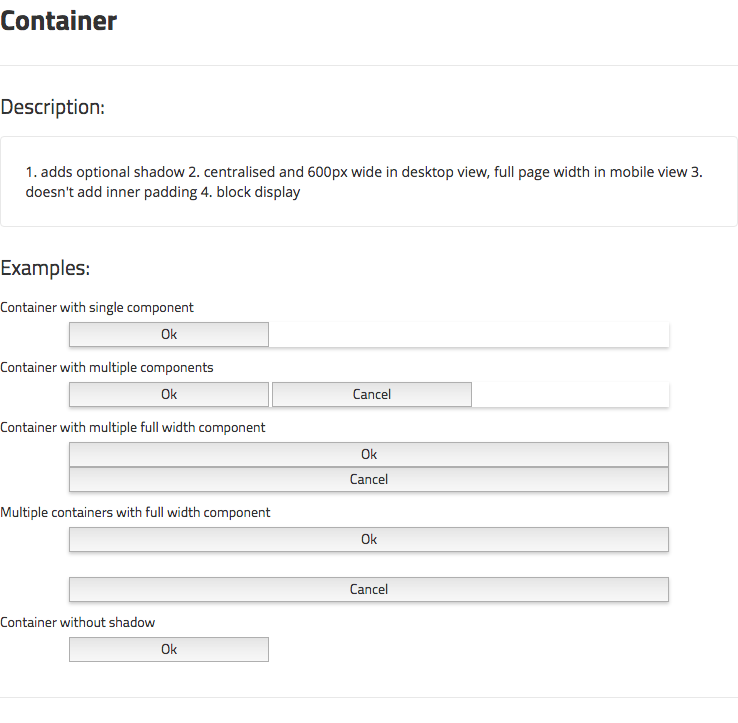 Container
Description:
1. adds optional shadow 2. centralised and 600px wide in desktop view, full page width in mobile view 3.
doesn't add inner padding 4. block display
Examples:
Container with single component
Ok
Container with multiple components
Ok Cancel
Container with multiple full width component
Ok
Cancel
Multiple containers with full width component
Ok
Cancel
Container without shadow
Ok